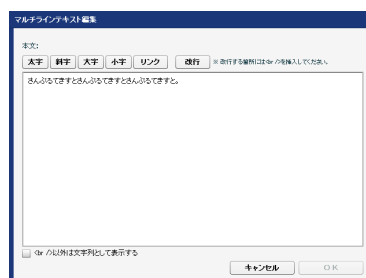 マルチラインテキスト編集
本文:
太字 斜字 大字 小字 リンク 改行 ※ 改行する箇所には<br />を挿入してください。
さんぷるてきすとさんぷるてきすとさんぷるてきすと。
<br />以外は文字列として表示する
キャンセル OK